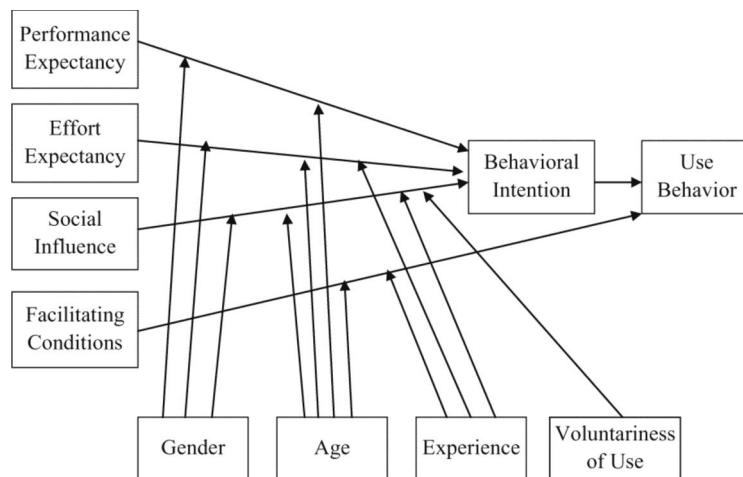 Performance
Expectancy
Effort
Expectancy
Social
Influence
Facilitating
Conditions
Behavioral
Intention
Use
Behavior
Gender
Age
Experience
Voluntariness
of Use